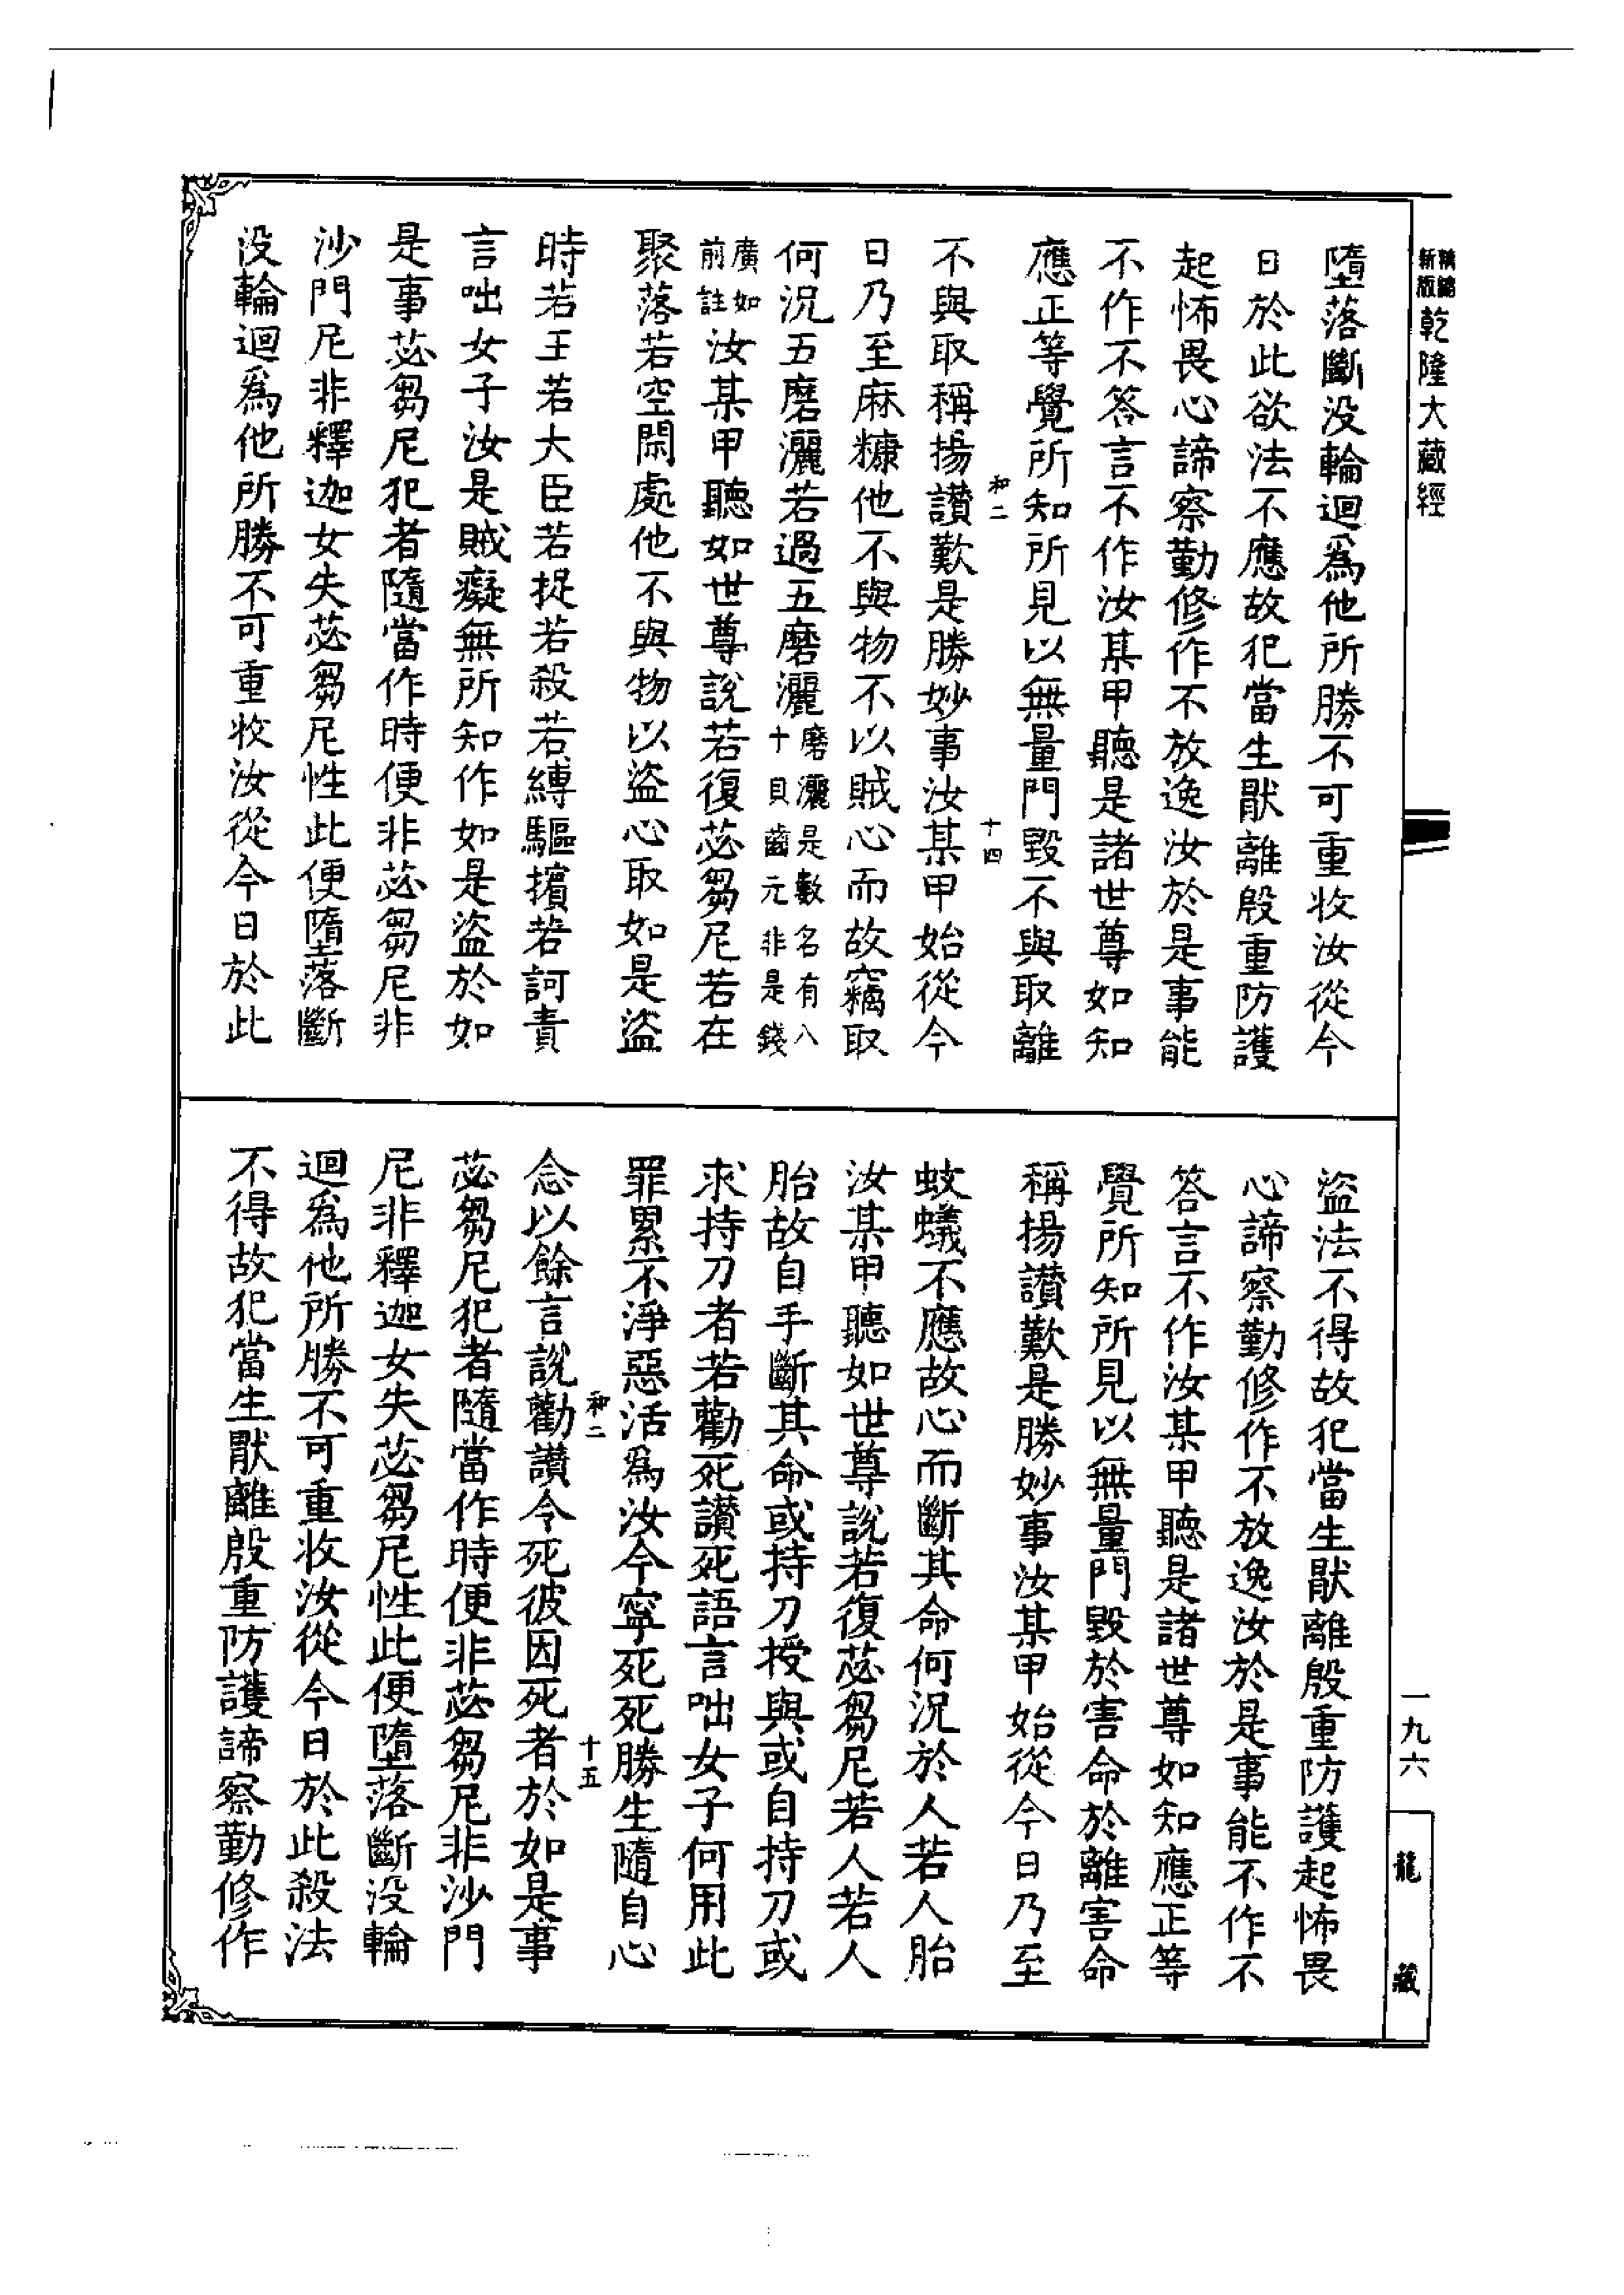 精縮
新版
乾隆大藏經
墮落斷没輪迴爲他所勝不可重收汝從今
日於此欲法不應故犯當生猒離殷重防護
起怖畏心諦察勤修作不放逸汝於是事能
不作不答言不作汝某甲聽是諸世尊如知
應正等覺所知所見以無量門毀不與取離
和二
十四
不與取稱揚讚歎是勝妙事汝某甲始從今
日乃至麻糠他不與物不以賊心而故竊取
何況五磨灑若過五磨灑磨灑是數名有八
十貝齒元非是錢
廣如
前註汝某甲聽如世尊說若復苾芻尼若在
聚落若空閑處他不與物以盜心取如是盜
時若王若大臣若捉若殺若縛驅擯若訶責
言咄女子汝是賊癡無所知作如是盜於如
是事苾芻尼犯者隨當作時便非苾芻尼非
沙門尼非釋迦女失苾芻尼性此便墮落斷
没輪迴爲他所勝不可重收汝從今日於此
盜法不得故犯當生猒離殷重防護起怖畏
心諦察勤修作不放逸汝於是事能不作不
答言不作汝某甲聽是諸世尊如知應正等
覺所知所見以無量門毀於害命於離害命
稱揚讚歎是勝妙事汝某甲始從今日乃至
蚊蟻不應故心而斷其命何況於人若人胎
汝某甲聽如世尊說若復苾芻尼若人若人
胎故自手斷其命或持刀授與或自持刀或
求持刀者若勸死讚死語言咄女子何用此
罪累不淨惡活爲汝今寧死死勝生隨自心
和二
十五
念以餘言說勸讚令死彼因死者於如是事
苾芻尼犯者隨當作時便非苾芻尼非沙門
尼非釋迦女失苾芻尼性此便墮落斷没輪
迴爲他所勝不可重收汝從今日於此殺法
不得故犯當生猒離殷重防護諦察勤修作
一九六
龍藏